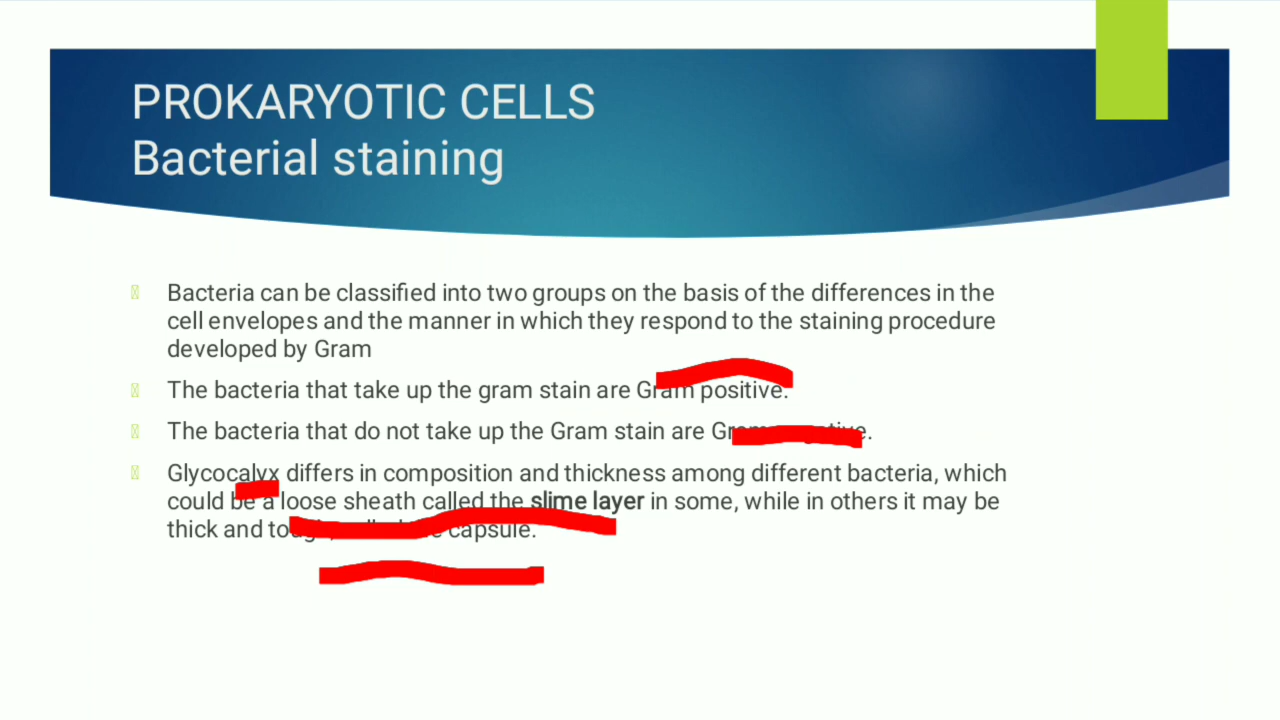 PROKARYOTIC CELLS
Bacterial staining
Bacteria can be classified into two groups on the basis of the differences in the
cell envelopes and the manner in which they respond to the staining procedure
developed by Gram
The bacteria that take up the gram stain are Gram positive.
The bacteria that do not take up the Gram stain are
Glycocalyx differs in composition and thickness among different bacteria, which
could be a loose sheath called the slime layer in some, while in others it may be
thick and capsule.